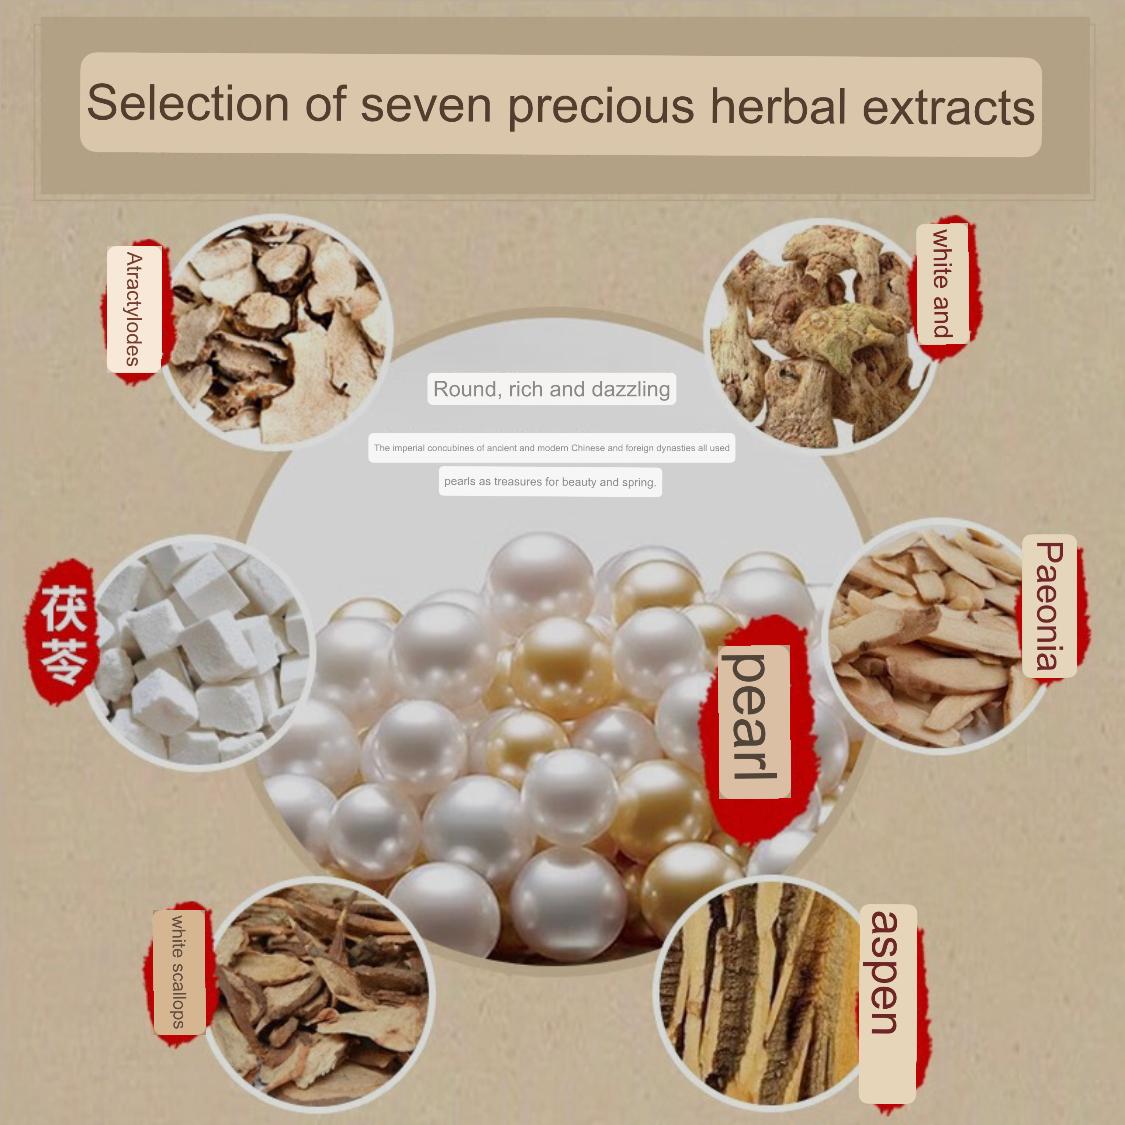 Selection of seven precious herbal extracts
Atractylodes
white and
Round, rich and dazzling
The imperial concubines of ancient and modern Chinese and foreign dynasties all used
pearls as treasures for beauty and spring.
茯苓
Paeonia
pearl
white scallops
aspen